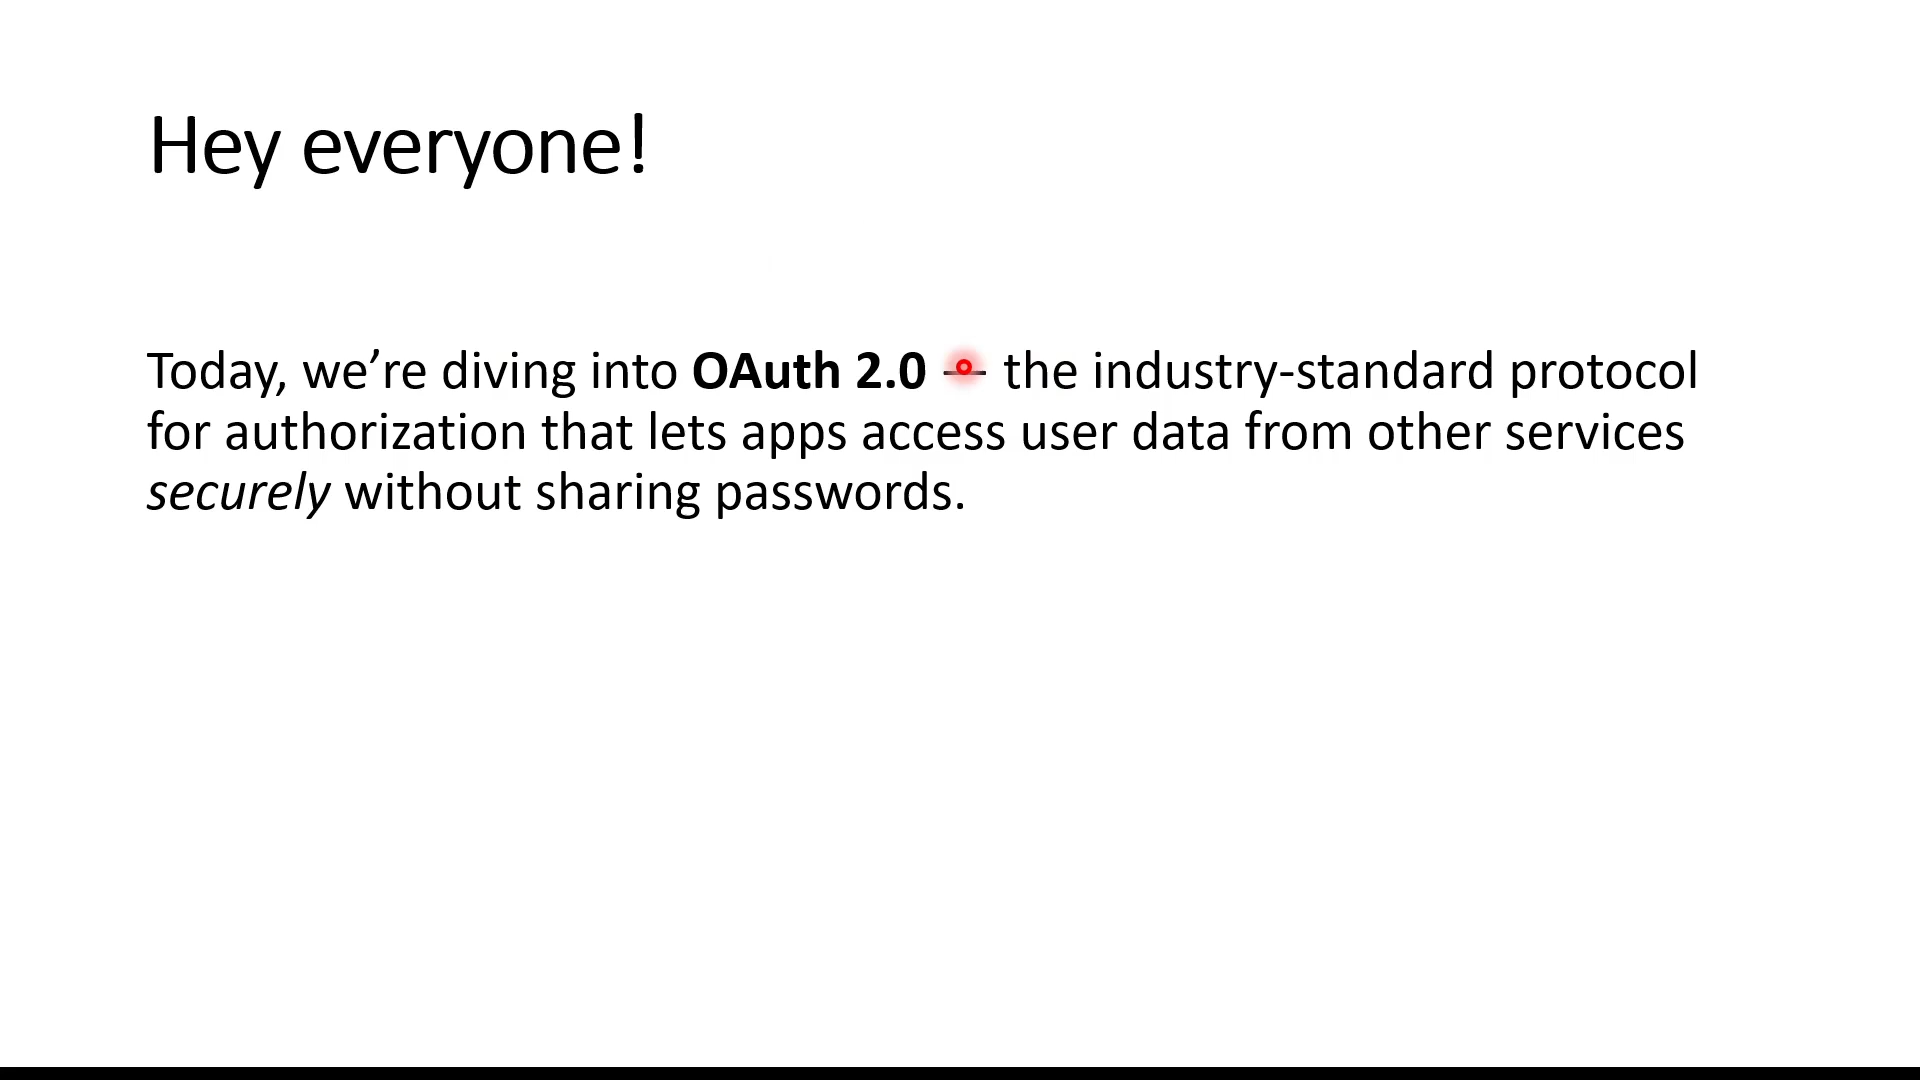 Hey everyone!
Today, we’re diving into OAuth 2.0 — the industry-standard protocol
for authorization that lets apps access user data from other services
securely without sharing passwords.